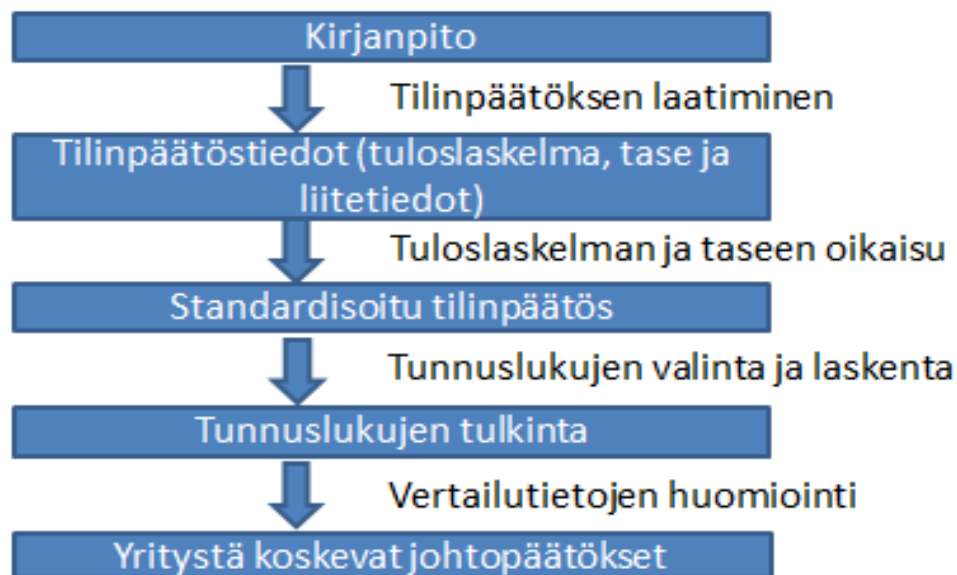 Kirjanpito
Tilinpäätöksen laatiminen
Tilinpäätöstiedot (tuloslaskelma, tase ja
liitetiedot)
Tuloslaskelman ja taseen oikaisu
Standardisoitu tilinpäätös
Tunnuslukujen valinta ja laskenta
Tunnuslukujen tulkinta
Vertailutietojen huomiointi
Yritystä koskevat johtopäätökset